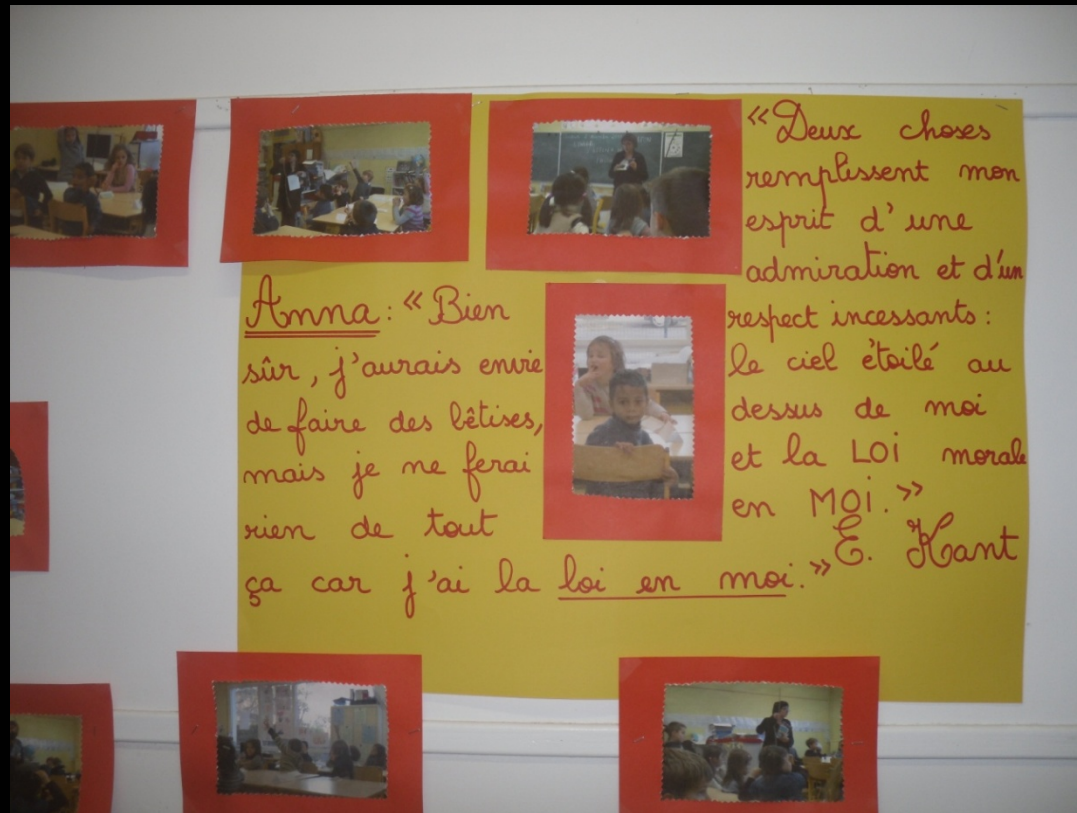 «Deux choses
remplissent mon
esprit d'une
admiration et d'un
respect incessants:
le ciel étoilé au
dessus de moi
et la LOi morale
en MOi.»
E. Kant
Anna: «Bien
sûr, j'aurais envie
de faire des bêtises,
mais je ne ferai
rien de tout
ça car j'ai la loi en moi.»